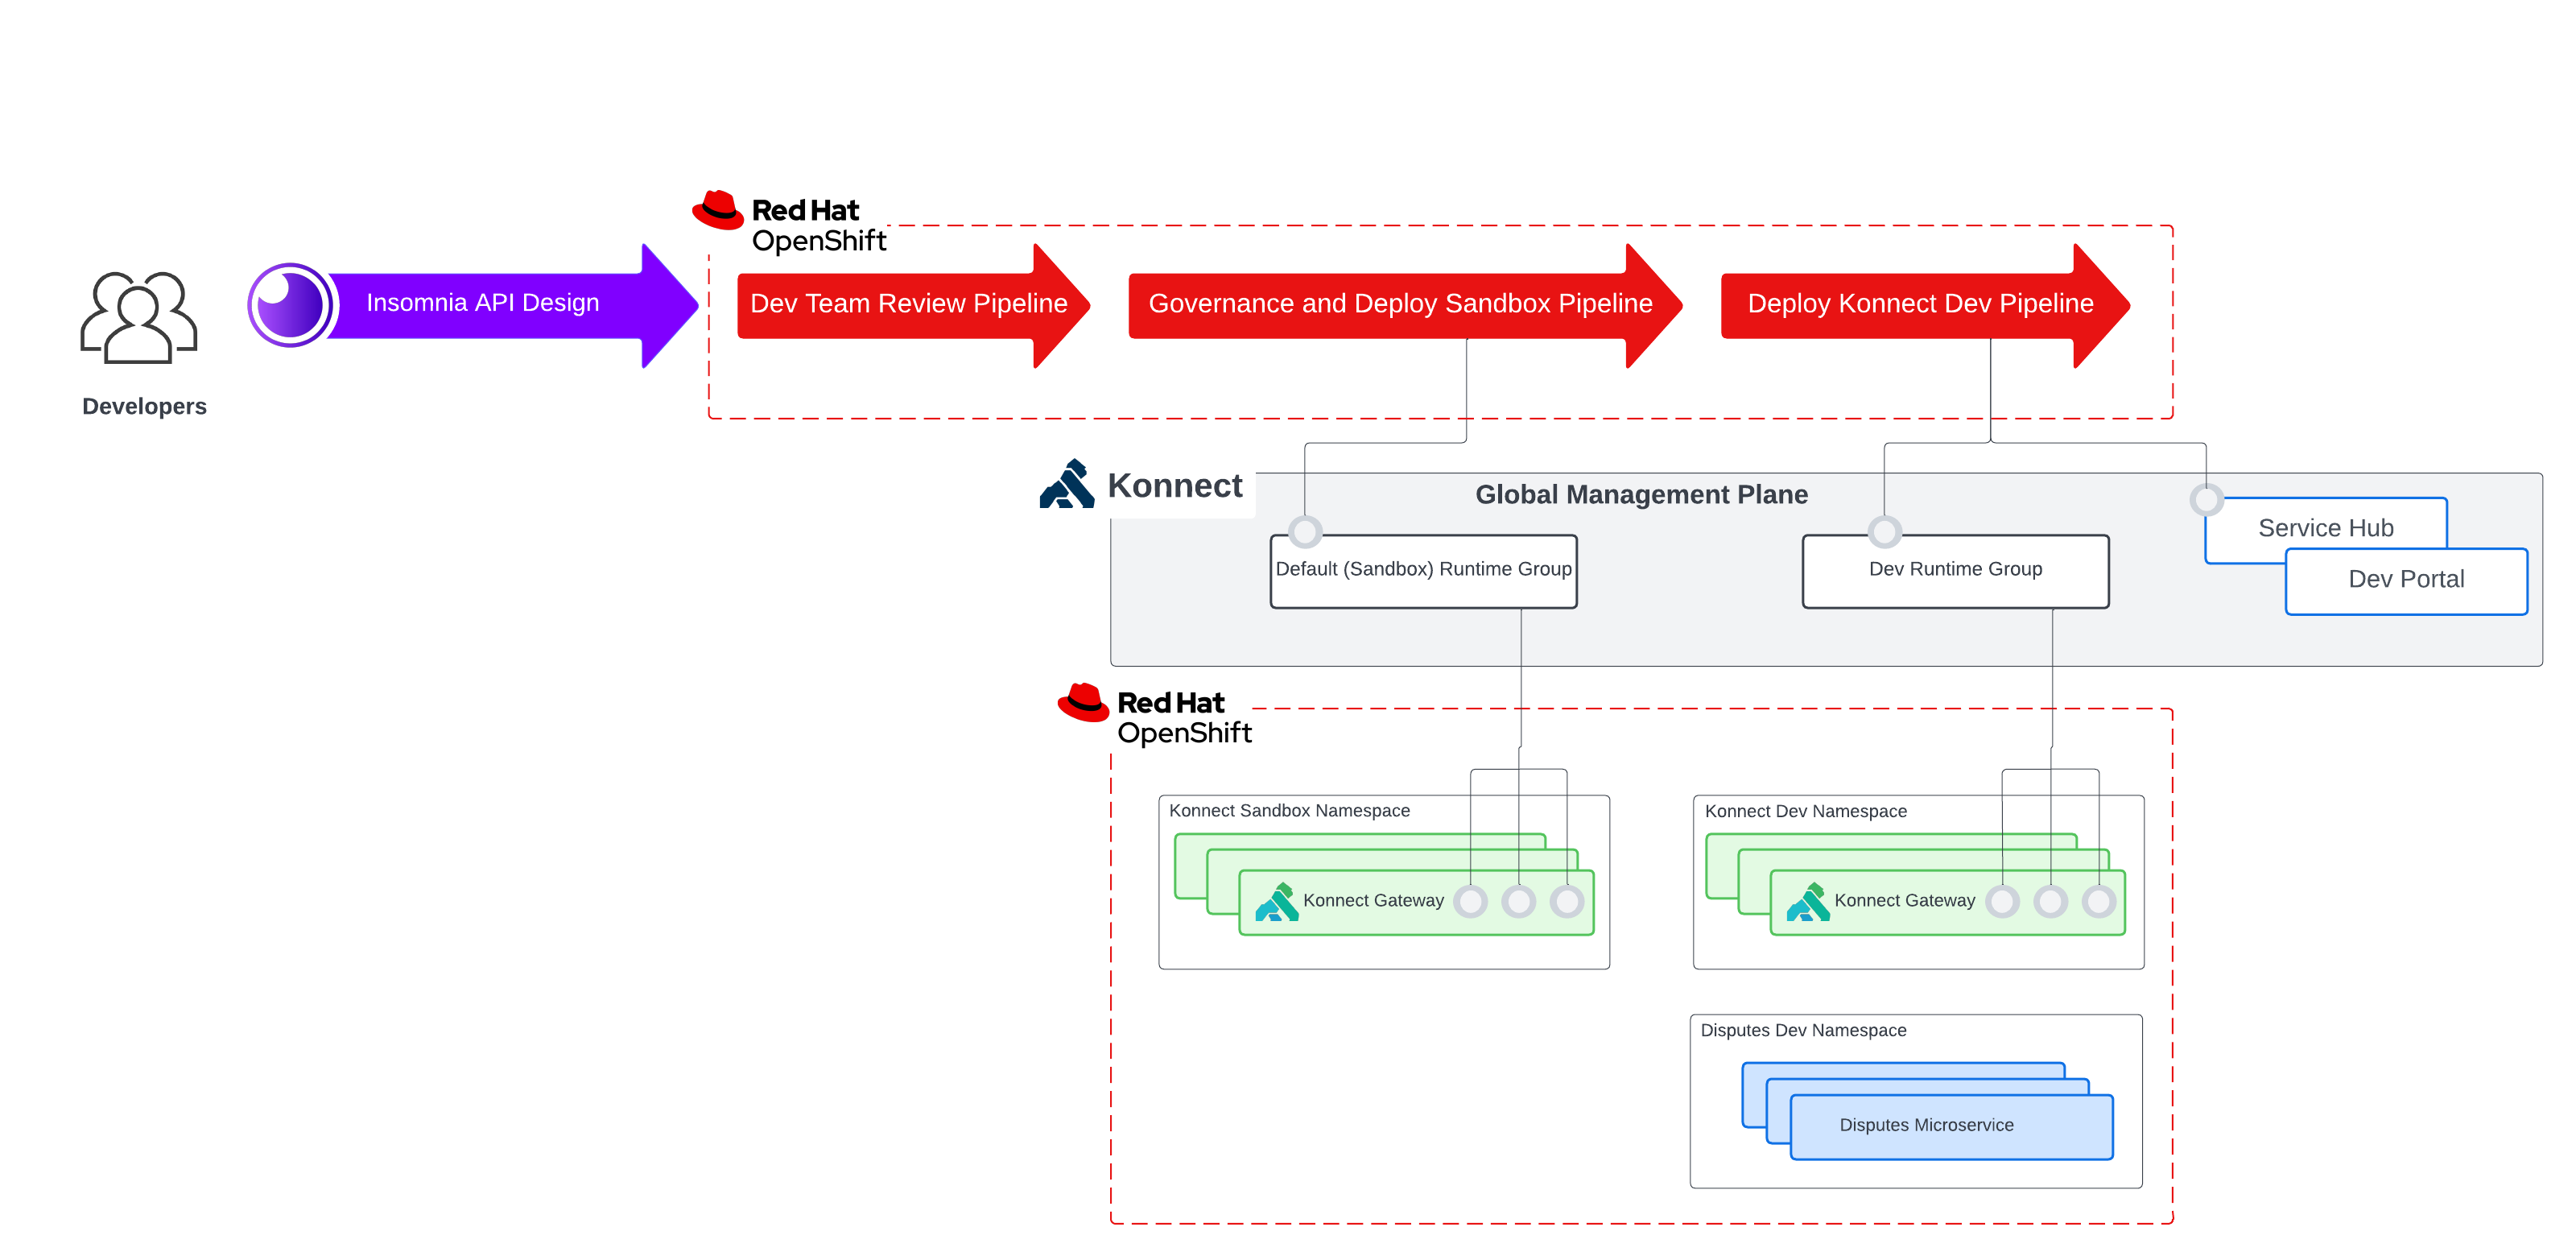 Red Hat
OpenShift
Developers
Insomnia API Design
Dev Team Review Pipeline
Governance and Deploy Sandbox Pipeline
Deploy Konnect Dev Pipeline
Konnect
Global Management Plane
Default (Sandbox) Runtime Group
Dev Runtime Group
Service Hub
Dev Portal
Red Hat
OpenShift
Konnect Sandbox Namespace
Konnect Gateway
Konnect Dev Namespace
Konnect Gateway
Disputes Dev Namespace
Disputes Microservice